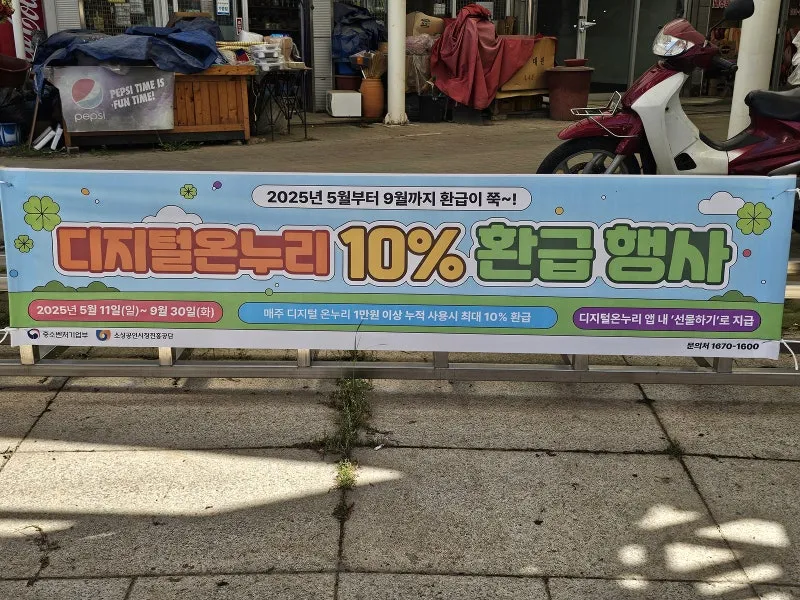 PEPSI TIME IS
FUN TIME!
pepsi
2025년 5월부터 9월까지 환급이 쭉~!
디지털온누리 10% 환급 행사
2025년 5월 11일(일)~ 9월 30일(화)
매주 디지털 온누리 1만원 이상 누적 사용시 최대 10% 환급
디지털온누리 앱 내 '선물하기'로 지급
중소벤처기업부 소상공인시장진흥공단
문의처 1670-1600